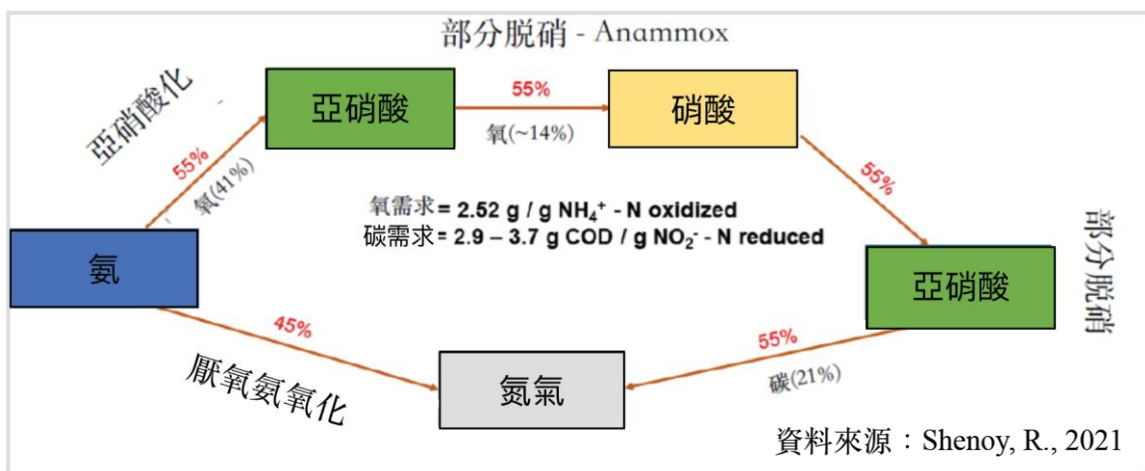 部分脱硝 - Anammox
亞硝酸化
55%
氧(41%)
亞硝酸
55%
氧(~14%)
硝酸
55%
氧需求 = 2.52 g / g NH₄⁺ - N oxidized
碳需求 = 2.9 – 3.7 g COD / g NO₂⁻ - N reduced
氨
亞硝酸
部分脱硝
45%
厭氧氨氧化
氮氣
55%
碳(21%)
資料來源：Shenoy, R., 2021